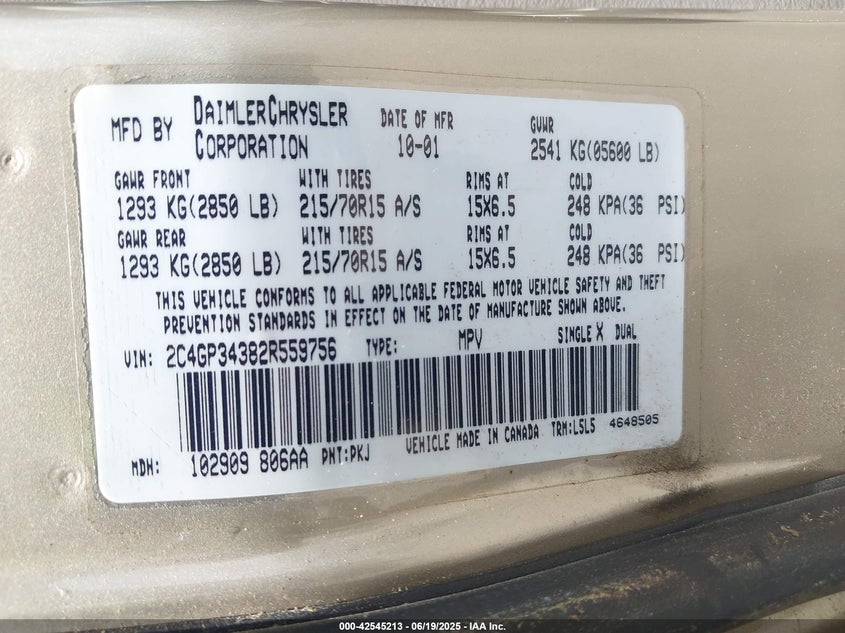 MFD BY DAIMLERCHRYSLER CORPORATION DATE OF MFR 10-01 GVWR 2541 KG(05600 LB)
GAWR FRONT WITH TIRES RIMS AT COLD
1293 KG(2850 LB) 215/70R15 A/S 15X6.5 248 KPA(36 PSI)
GAWR REAR WITH TIRES RIMS AT COLD
1293 KG(2850 LB) 215/70R15 A/S 15X6.5 248 KPA(36 PSI)
THIS VEHICLE CONFORMS TO ALL APPLICABLE FEDERAL MOTOR VEHICLE SAFETY AND THEFT
PREVENTION STANDARDS IN EFFECT ON THE DATE OF MANUFACTURE SHOWN ABOVE.
VIN: 2C4GP34382R559756 TYPE: MPV SINGLE X DUAL
VEHICLE MADE IN CANADA TRM:L5L5 4648505
MDH: 102909 806AA PNT:PKJ
000-42545213 - 06/19/2025 - IAA Inc.